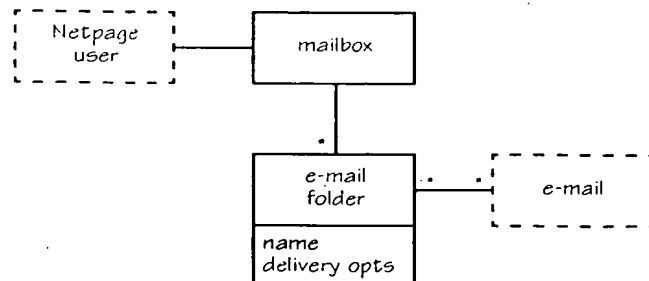 Netpage
user
mailbox
*
e-mail
folder
* *
e-mail
name
delivery opts